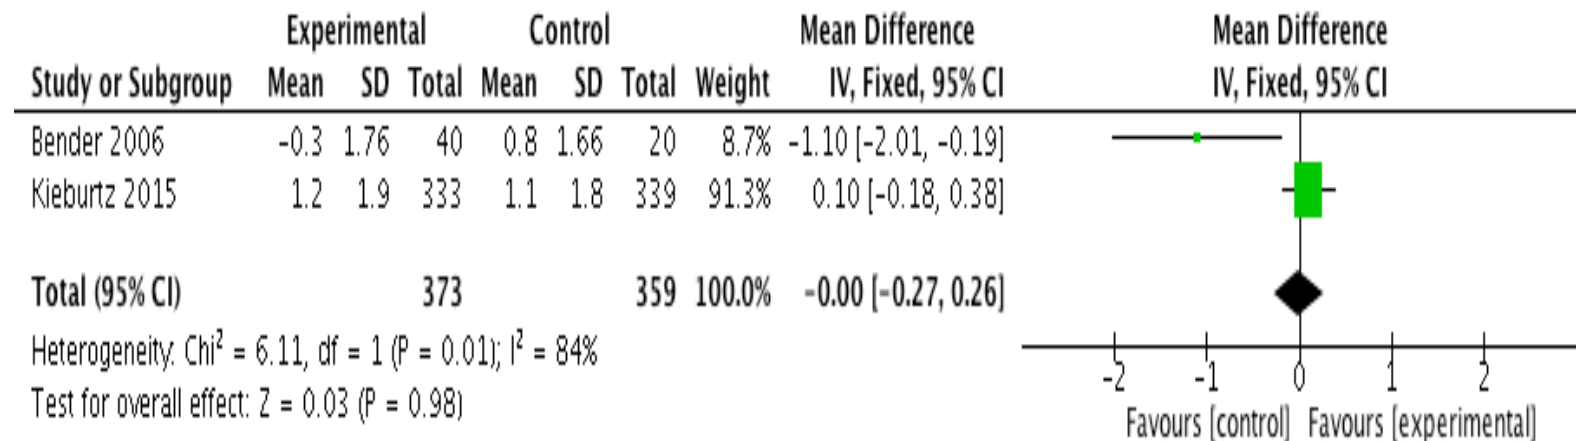 Experimental Control Mean Difference Mean Difference
Study or Subgroup Mean SD Total Mean SD Total Weight IV, Fixed, 95% CI IV, Fixed, 95% CI
Bender 2006 −0.3 1.76 40 0.8 1.66 20 8.7% −1.10 [−2.01, −0.19]
Kieburtz 2015 1.2 1.9 333 1.1 1.8 339 91.3% 0.10 [−0.18, 0.38]
Total (95% CI) 373 359 100.0% −0.00 [−0.27, 0.26]
Heterogeneity: Chi² = 6.11, df = 1 (P = 0.01); I² = 84%
Test for overall effect: Z = 0.03 (P = 0.98)
−2 −1 0 1 2
Favours [control] Favours [experimental]